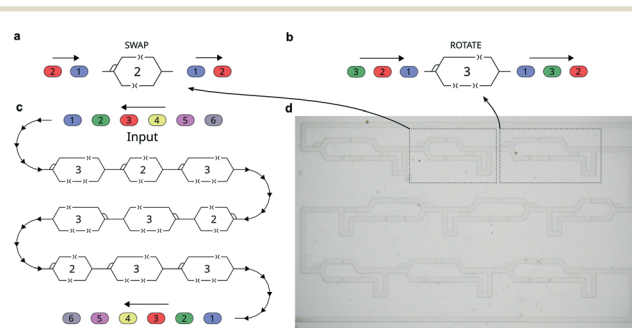 a
SWAP
2 1
2
1 2
b
ROTATE
3 2 1
3
1 3 2
c
1 2 3 4 5 6
Input
3 2 3
3 3 2
2 3 3
6 5 4 3 2 1
d